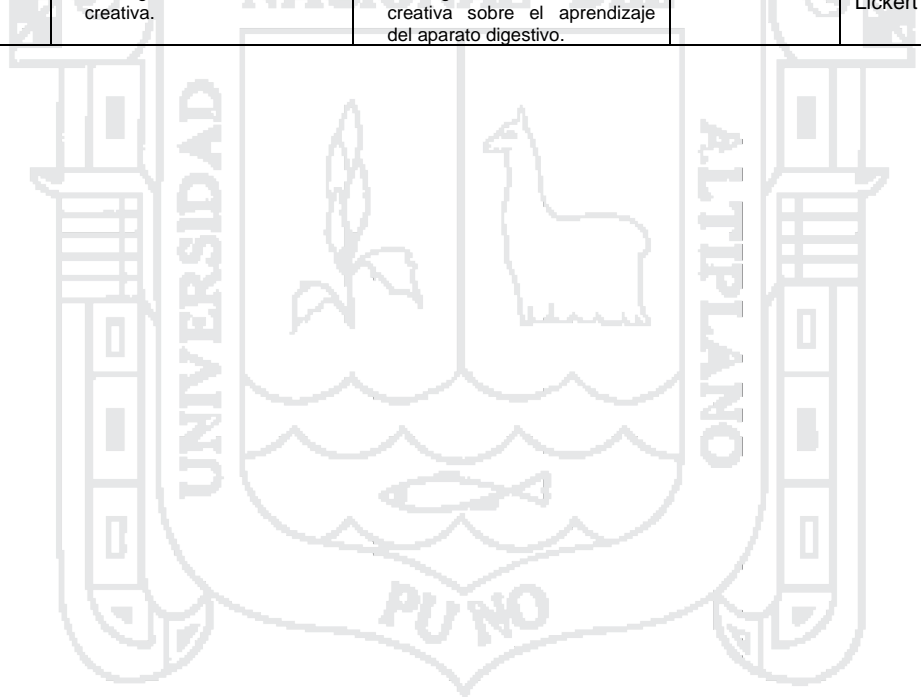 creativa.
creativa sobre el aprendizaje
del aparato digestivo.
Lickert
UNIVERSIDAD
ALTIPLANO
PUNO